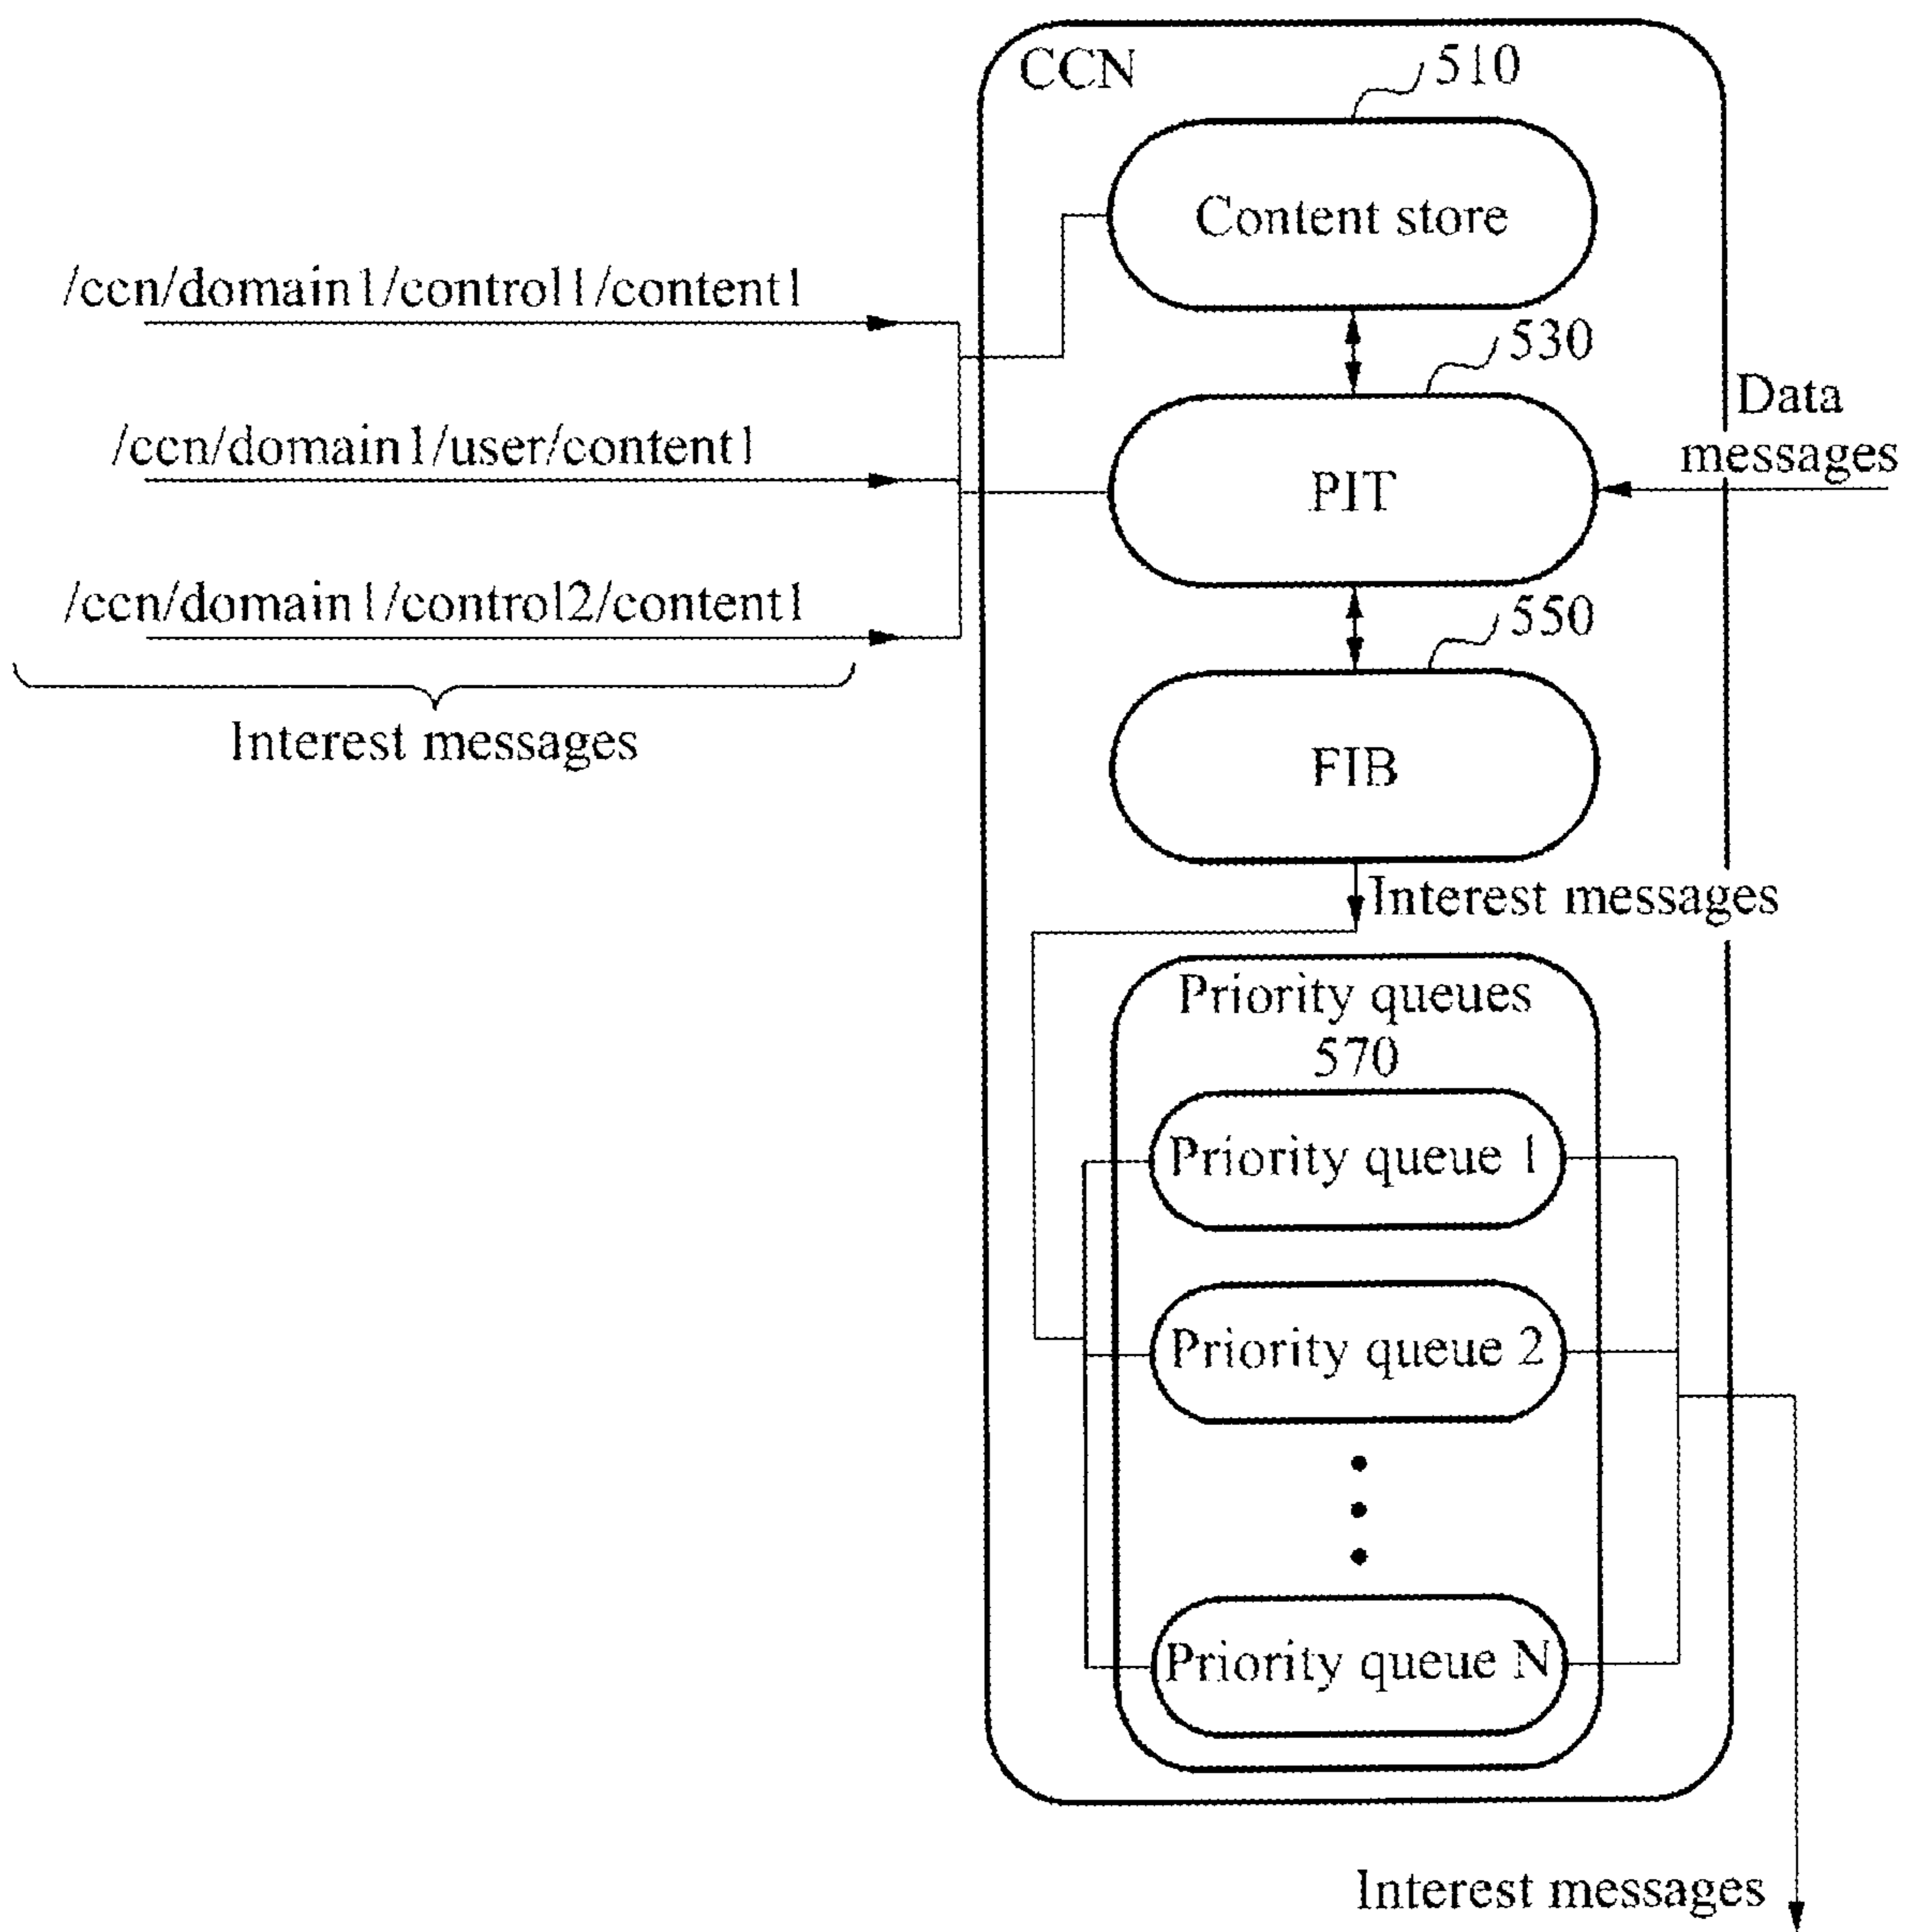 CCN
510
Content store
/ccn/domain1/control1/content1
530
Data
messages
/ccn/domain1/user/content1
PIT
/ccn/domain1/control2/content1
550
Interest messages
FIB
Interest messages
Priority queues
570
Priority queue 1
Priority queue 2
Priority queue N
Interest messages